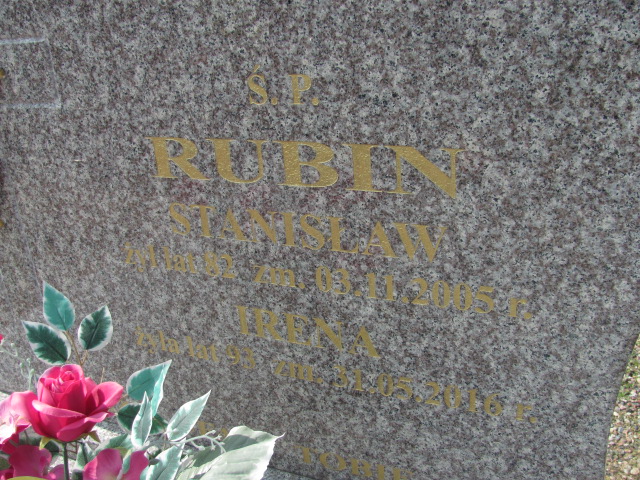 Ś. P.
RUBIN
STANISŁAW
żył lat 82 zm. 03.11.2005 r.
IRENA
żyła lat 93 zm. 31.05.2016 r.